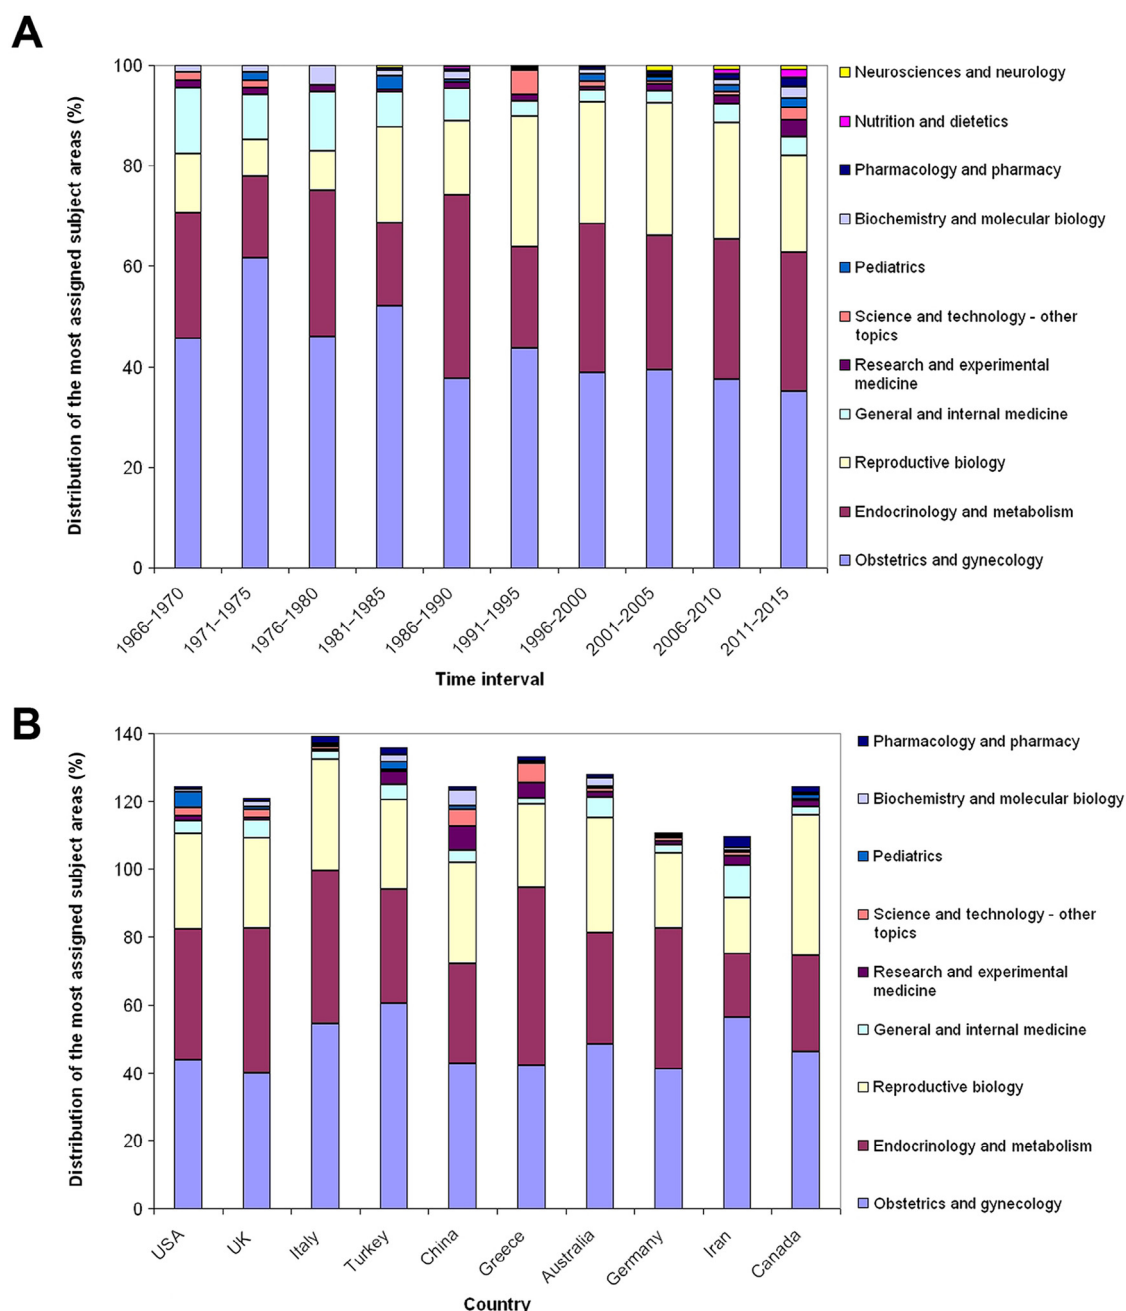 A
Distribution of the most assigned subject areas (%)
100
80
60
40
20
0
1966–1970
1971–1975
1976–1980
1981–1985
1986–1990
1991–1995
1996–2000
2001–2005
2006–2010
2011–2015
Time interval
Neurosciences and neurology
Nutrition and dietetics
Pharmacology and pharmacy
Biochemistry and molecular biology
Pediatrics
Science and technology - other
topics
Research and experimental
medicine
General and internal medicine
Reproductive biology
Endocrinology and metabolism
Obstetrics and gynecology
B
Distribution of the most assigned subject areas (%)
140
120
100
80
60
40
20
0
USA
UK
Italy
Turkey
China
Greece
Australia
Germany
Iran
Canada
Country
Pharmacology and pharmacy
Biochemistry and molecular biology
Pediatrics
Science and technology - other
topics
Research and experimental
medicine
General and internal medicine
Reproductive biology
Endocrinology and metabolism
Obstetrics and gynecology